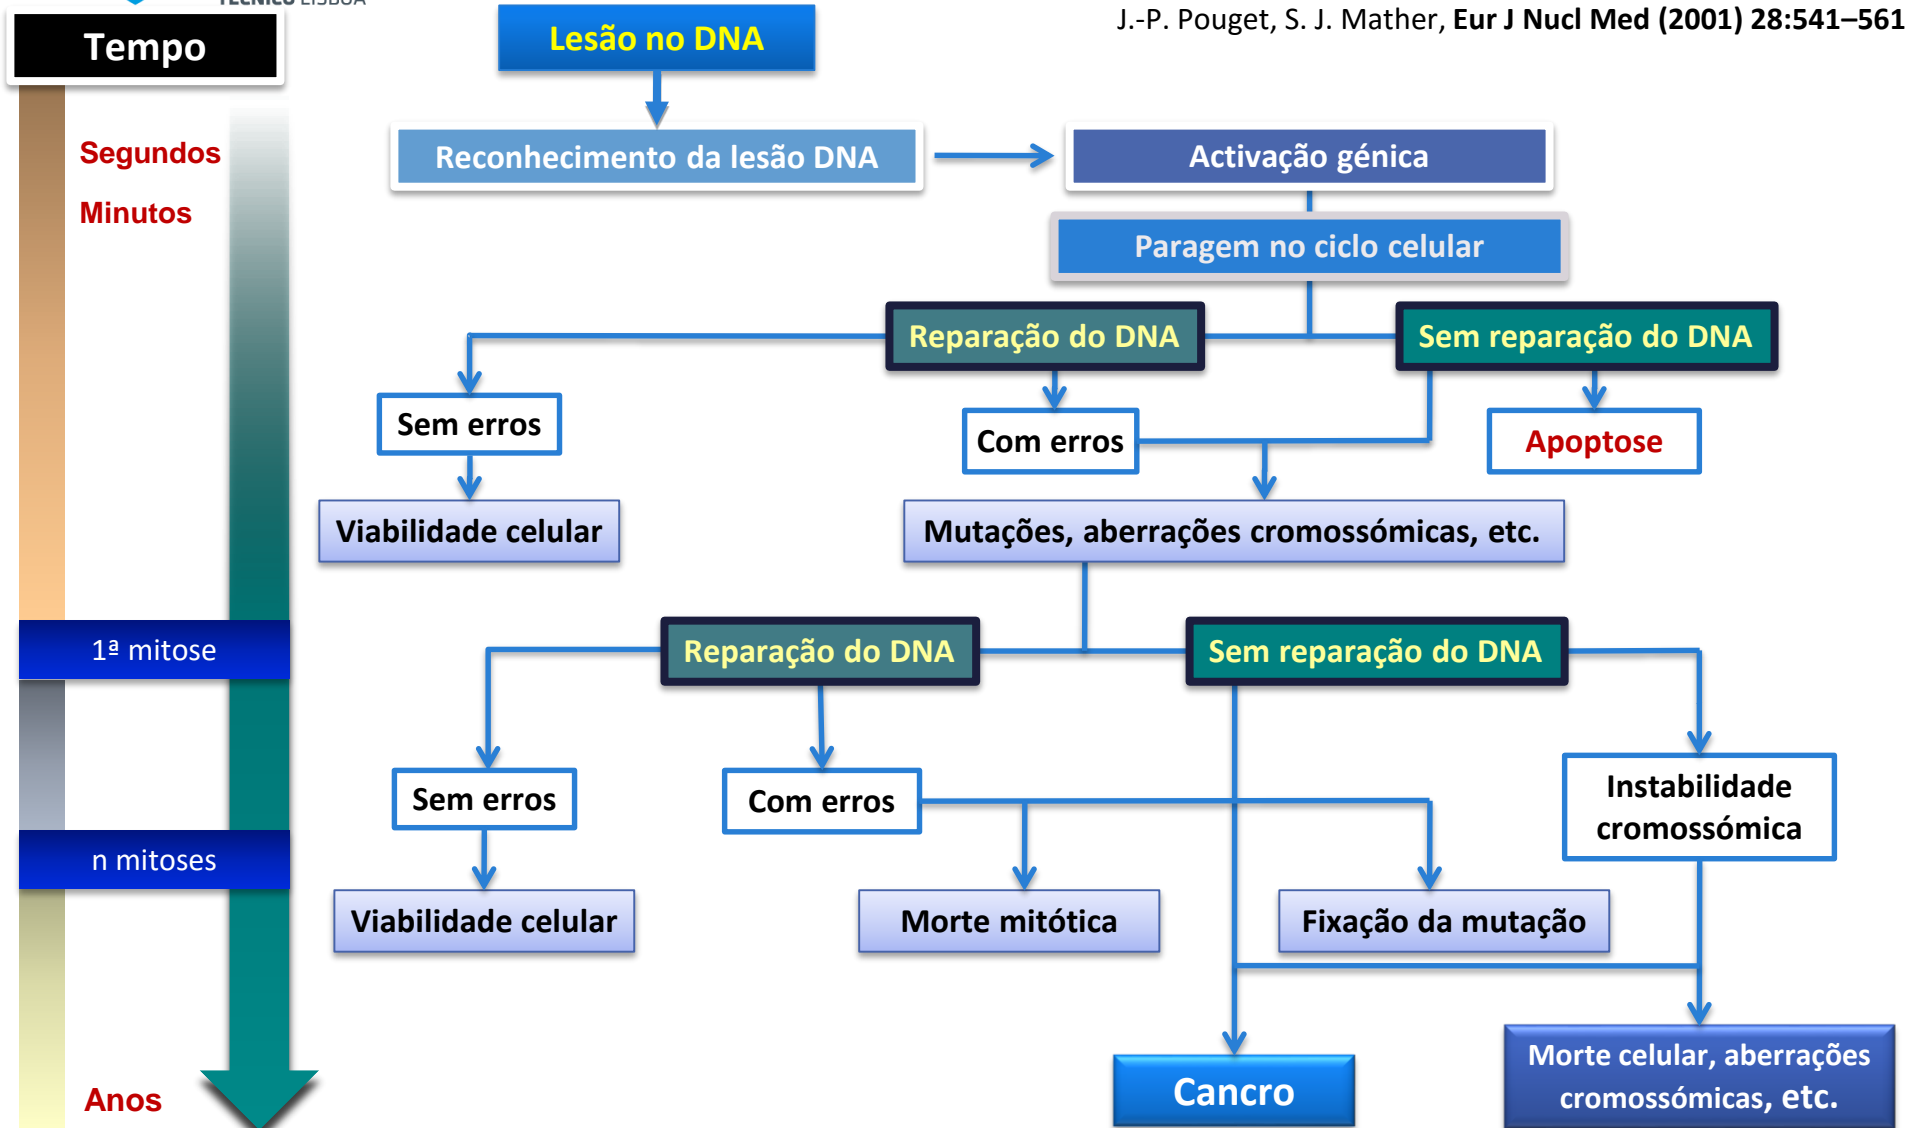 TÉCNICO LISBOA
J.-P. Pouget, S. J. Mather, Eur J Nucl Med (2001) 28:541–561
Tempo
Lesão no DNA
Segundos
Minutos
Reconhecimento da lesão DNA
Activação génica
Paragem no ciclo celular
Reparação do DNA
Sem reparação do DNA
Sem erros
Com erros
Apoptose
Viabilidade celular
Mutações, aberrações cromossómicas, etc.
1ª mitose
Reparação do DNA
Sem reparação do DNA
Sem erros
Com erros
Instabilidade
cromossómica
n mitoses
Viabilidade celular
Morte mitótica
Fixação da mutação
Anos
Cancro
Morte celular, aberrações
cromossómicas, etc.